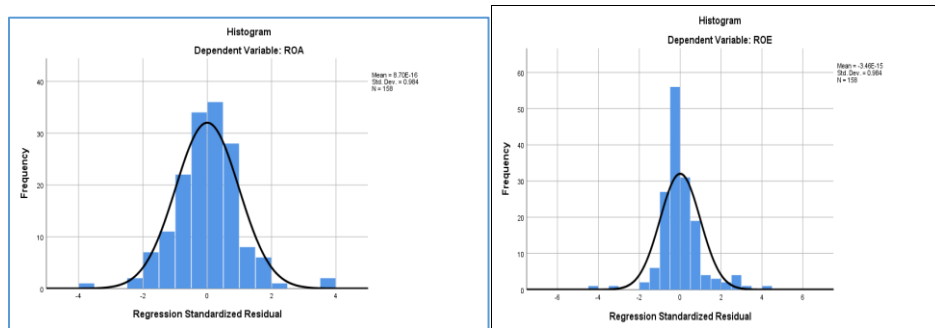 Histogram
Dependent Variable: ROA
Mean = 8.70E-16
Std. Dev. = 0.984
N = 158
40
30
20
10
0
Frequency
-4 -2 0 2 4
Regression Standardized Residual
Histogram
Dependent Variable: ROE
Mean = -3.46E-15
Std. Dev. = 0.984
N = 158
60
50
40
30
20
10
0
Frequency
-6 -4 -2 0 2 4 6
Regression Standardized Residual